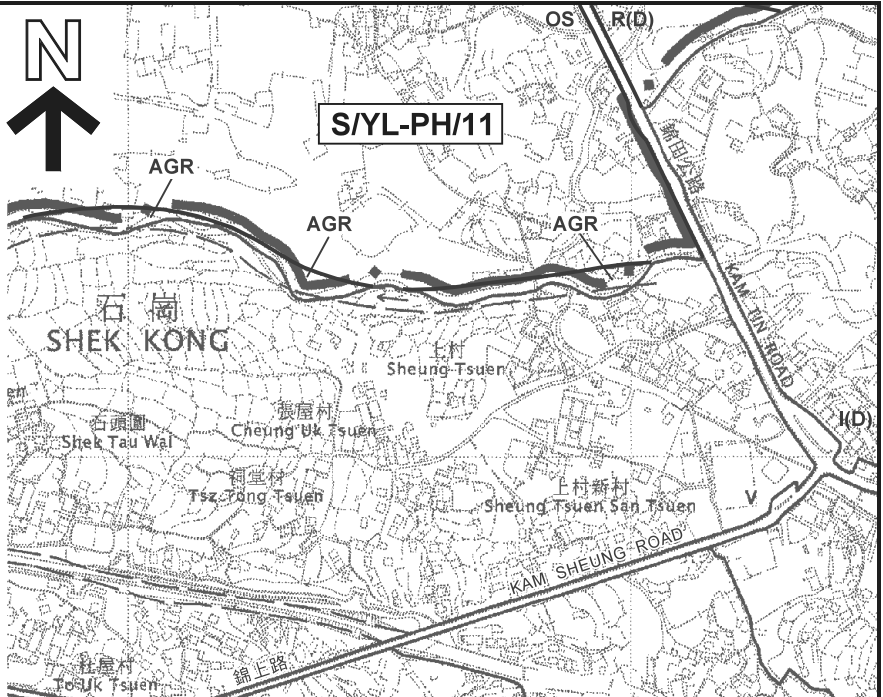 N
OS
R(D)
S/YL-PH/11
錦田公路
AGR
AGR
AGR
KAM TIN ROAD
石崗
SHEK KONG
上村
Sheung Tsuen
張屋村
Cheung Uk Tsuen
石頭圍
Shek Tau Wai
I(D)
祠堂村
Tsz Tong Tsuen
上村新村
Sheung Tsuen San Tsuen
V
KAM SHEUNG ROAD
錦上路
杜屋村
To Uk Tsuen